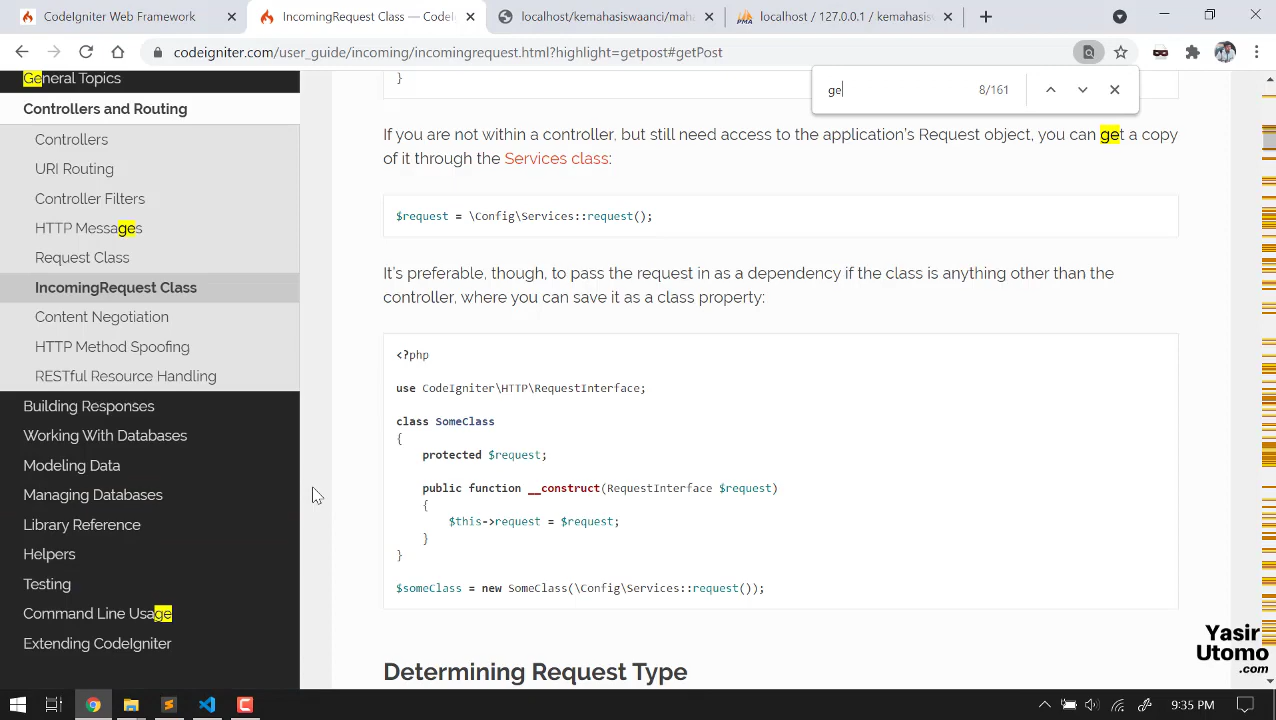 CodeIgniter Web Framework
IncomingRequest Class — CodeI
localhost/kemahasiswaanci/mah
localhost / 127.0.0.1 / kemahasis
codeigniter.com/user_guide/incoming/incomingrequest.html?highlight=getpost#getPost
ge
8/161
General Topics
Controllers and Routing
Controllers
URI Routing
Controller Filters
HTTP Messages
Request Class
IncomingRequest Class
Content Negotiation
HTTP Method Spoofing
RESTful Resource Handling
Building Responses
Working With Databases
Modeling Data
Managing Databases
Library Reference
Helpers
Testing
Command Line Usage
Extending CodeIgniter
}
If you are not within a controller, but still need access to the application's Request object, you can get a copy
of it through the Services class:
$request = \Config\Services::request();
It's preferable, though, to pass the request in as a dependency if the class is anything other than the
controller, where you can save it as a class property:
<?php
use CodeIgniter\HTTP\RequestInterface;
class SomeClass
{
protected $request;
public function __construct(RequestInterface $request)
{
$this->request = $request;
}
}
$someClass = new SomeClass(\Config\Services::request());
Determining Request Type
Yasir
Utomo
.com
9:35 PM